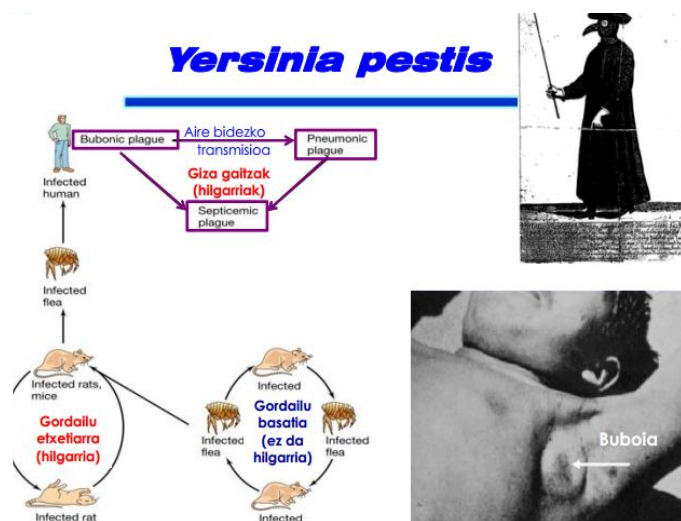 Yersinia pestis
Bubonic plague
Aire bidezko
transmisioa
Pneumonic
plague
Giza gaitzak
(hilgarriak)
Septicemic
plague
Infected
human
Infected
flea
Infected rats,
mice
Gordailu
etxetiarra
(hilgarria)
Infected rat
Infected
Infected
flea
Gordailu
basatia
(ez da
hilgarria)
Infected
flea
Infected
Buboia